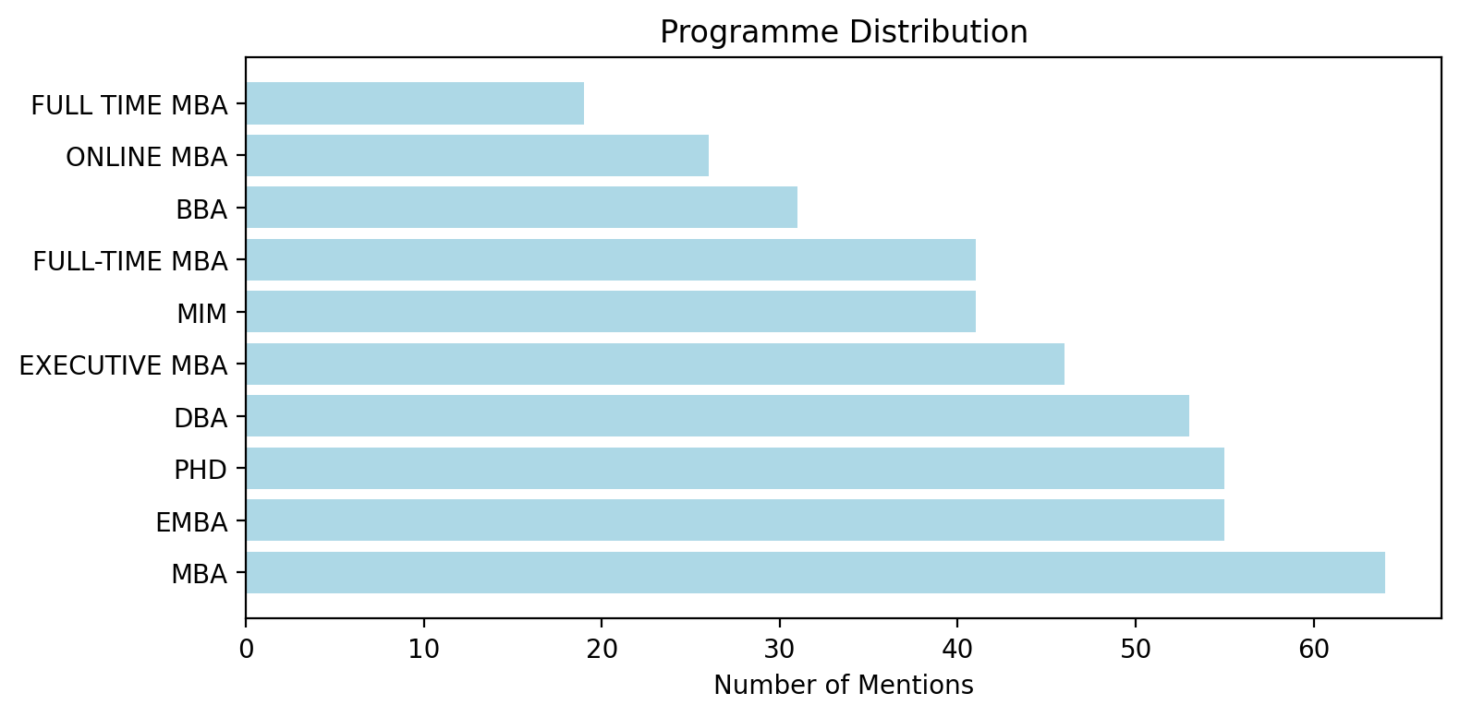 Programme Distribution
FULL TIME MBA
ONLINE MBA
BBA
FULL-TIME MBA
MIM
EXECUTIVE MBA
DBA
PHD
EMBA
MBA
0 10 20 30 40 50 60
Number of Mentions